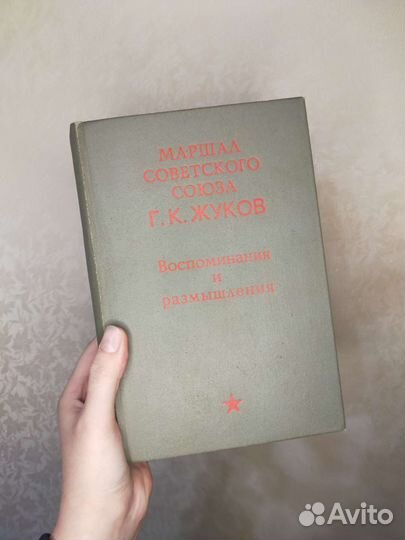 МАРШАЛ
СОВЕТСКОГО
СОЮЗА
Г. К. ЖУКОВ
Воспоминания
и
размышления
Avito